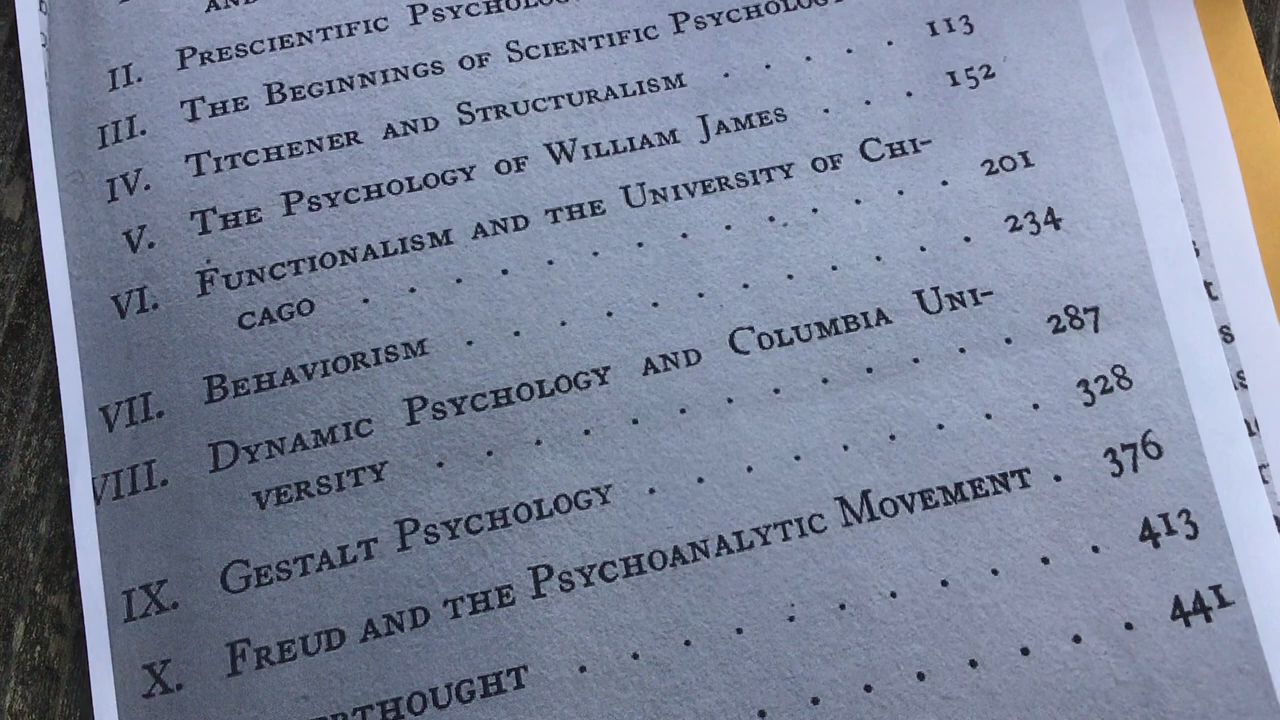 AND
II. PRESCIENTIFIC
III. THE BEGINNINGS OF SCIENTIFIC PSYCHOLOGY
IV. TITCHENER AND STRUCTURALISM . . . . . 113
V. THE PSYCHOLOGY OF WILLIAM JAMES . . . 152
VI. FUNCTIONALISM AND THE UNIVERSITY OF CHI-
CAGO . . . . . . . . . . . . . 201
VII. BEHAVIORISM . . . . . . . . . . . 234
VIII. DYNAMIC PSYCHOLOGY AND COLUMBIA UNI-
VERSITY . . . . . . . . . . . . 287
IX. GESTALT PSYCHOLOGY . . . . . . . . 328
X. FREUD AND THE PSYCHOANALYTIC MOVEMENT . 376
RTHOUGHT . . . . . . . . . . 413
. . . . . . . 441